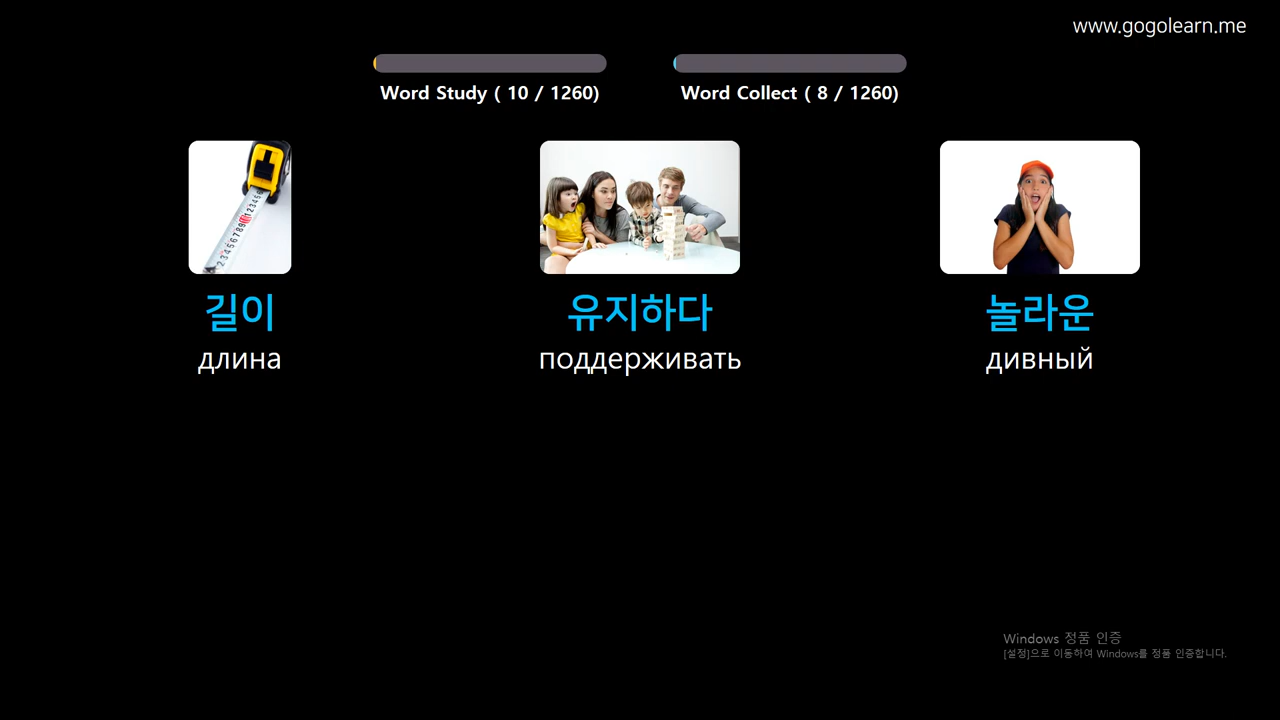 www.gogolearn.me
Word Study ( 10 / 1260)
Word Collect ( 8 / 1260)
길이
유지하다
놀라운
длина
поддерживать
дивный
Windows 정품 인증
[설정]으로 이동하여 Windows를 정품 인증합니다.